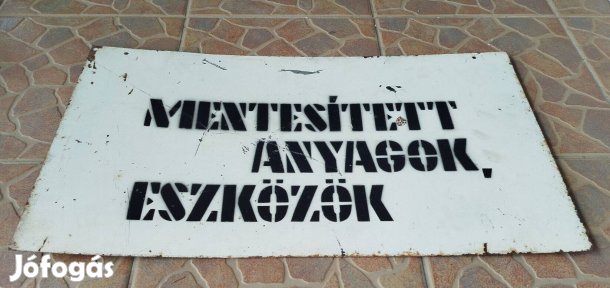 MENTESÍTETT
ANYAGOK,
ESZKÖZÖK
Jófogás